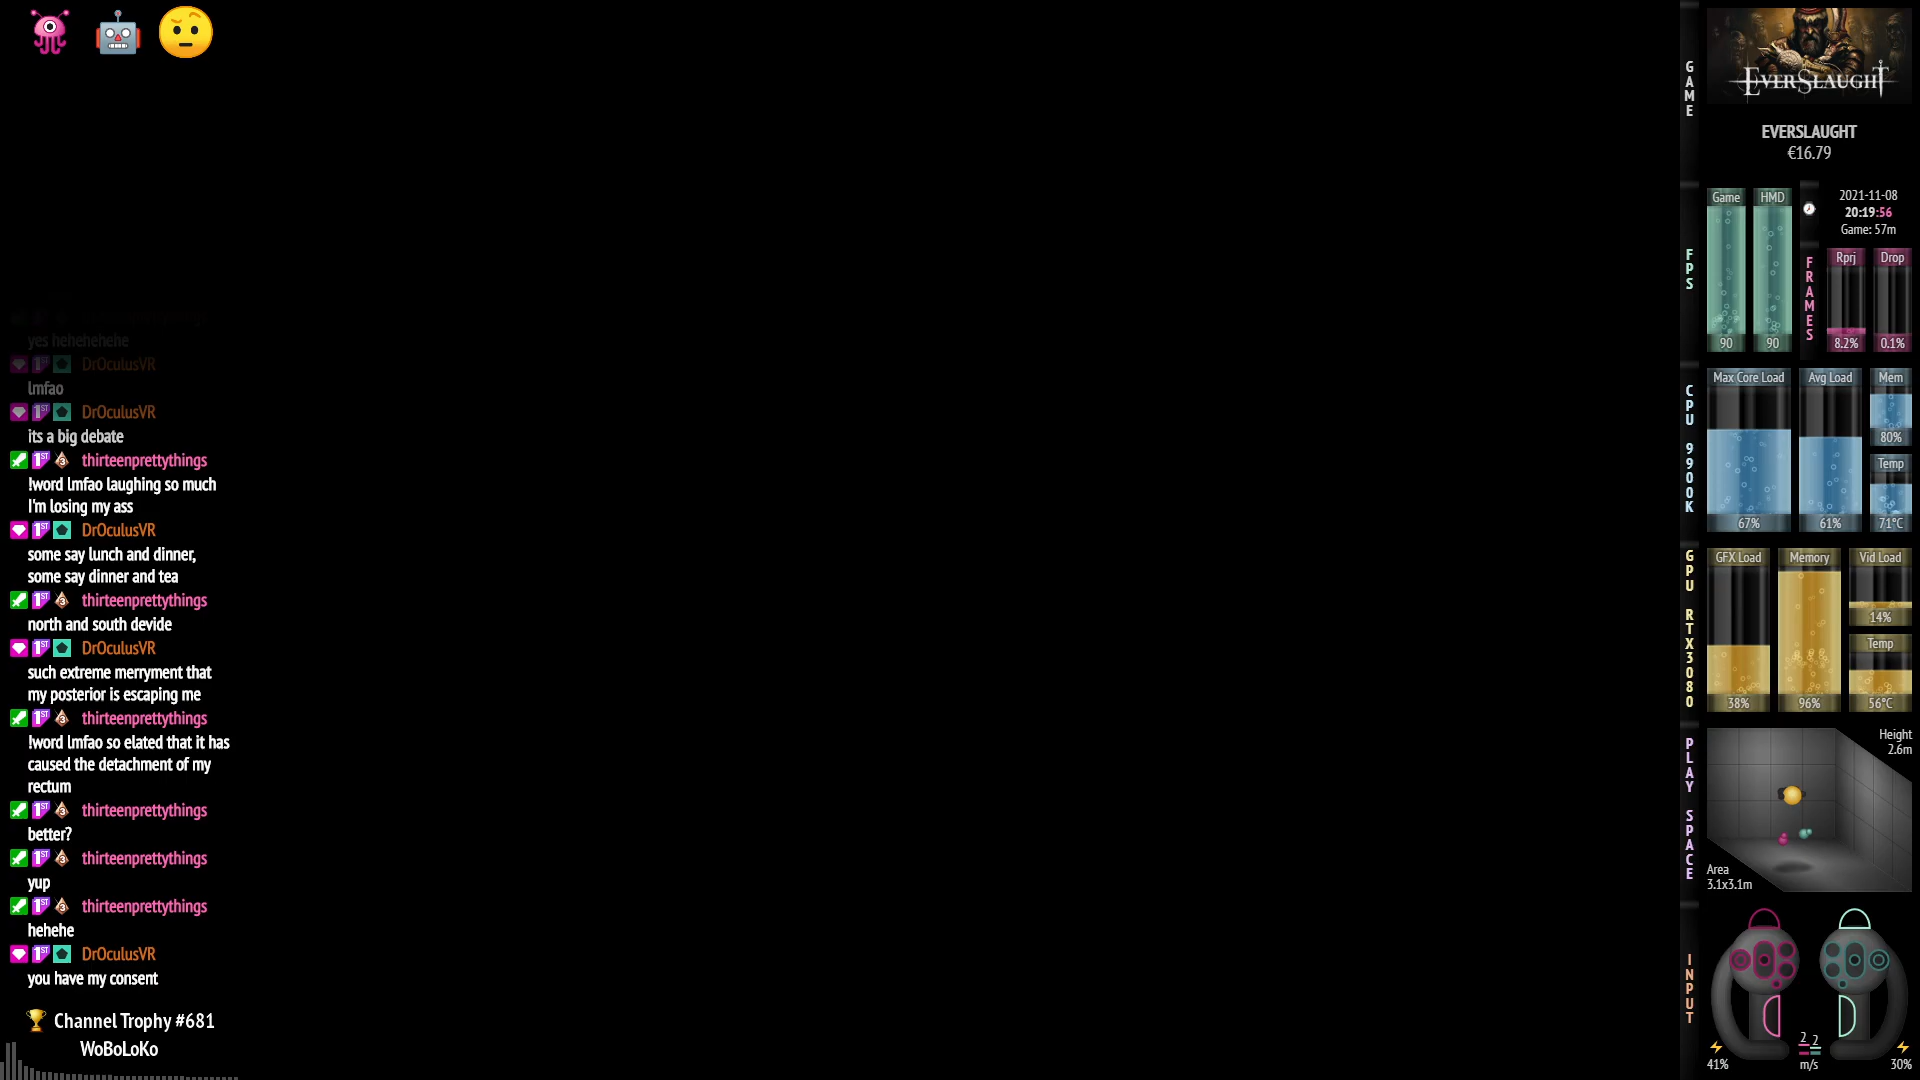 yes hehehehehe
DrOculusVR
lmfao
DrOculusVR
its a big debate
thirteenprettythings
!word lmfao laughing so much
I'm losing my ass
DrOculusVR
some say lunch and dinner,
some say dinner and tea
thirteenprettythings
north and south devide
DrOculusVR
such extreme merryment that
my posterior is escaping me
thirteenprettythings
!word lmfao so elated that it has
caused the detachment of my
rectum
thirteenprettythings
better?
thirteenprettythings
yup
thirteenprettythings
hehehe
DrOculusVR
you have my consent
Channel Trophy #681
WoBoLoKo
GAME
EVERSLAUGHT
EVERSLAUGHT
€16.79
FPS
Game
HMD
90
90
2021-11-08
20:19:56
Game: 57m
FRAMES
Rprj
Drop
8.2%
0.1%
CPU 9900K
Max Core Load
Avg Load
Mem
80%
Temp
67%
61%
71°C
GPU RTX3080
GFX Load
Memory
Vid Load
14%
Temp
38%
96%
56°C
PLAY SPACE
Height
2.6m
Area
3.1x3.1m
INPUT
2 2
41%
m/s
30%